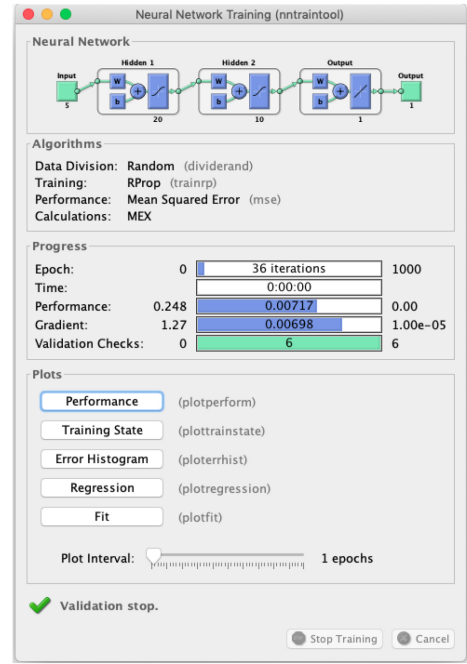 Neural Network Training (nntraintool)
Neural Network
Hidden 1 Hidden 2 Output
Input Output
W W W
b b b
5 20 10 1 1
Algorithms
Data Division: Random (dividerand)
Training: RProp (trainrp)
Performance: Mean Squared Error (mse)
Calculations: MEX
Progress
Epoch: 0 36 iterations 1000
Time: 0:00:00
Performance: 0.248 0.00717 0.00
Gradient: 1.27 0.00698 1.00e-05
Validation Checks: 0 6 6
Plots
Performance (plotperform)
Training State (plottrainstate)
Error Histogram (ploterrhist)
Regression (plotregression)
Fit (plotfit)
Plot Interval: 1 epochs
Validation stop.
Stop Training Cancel